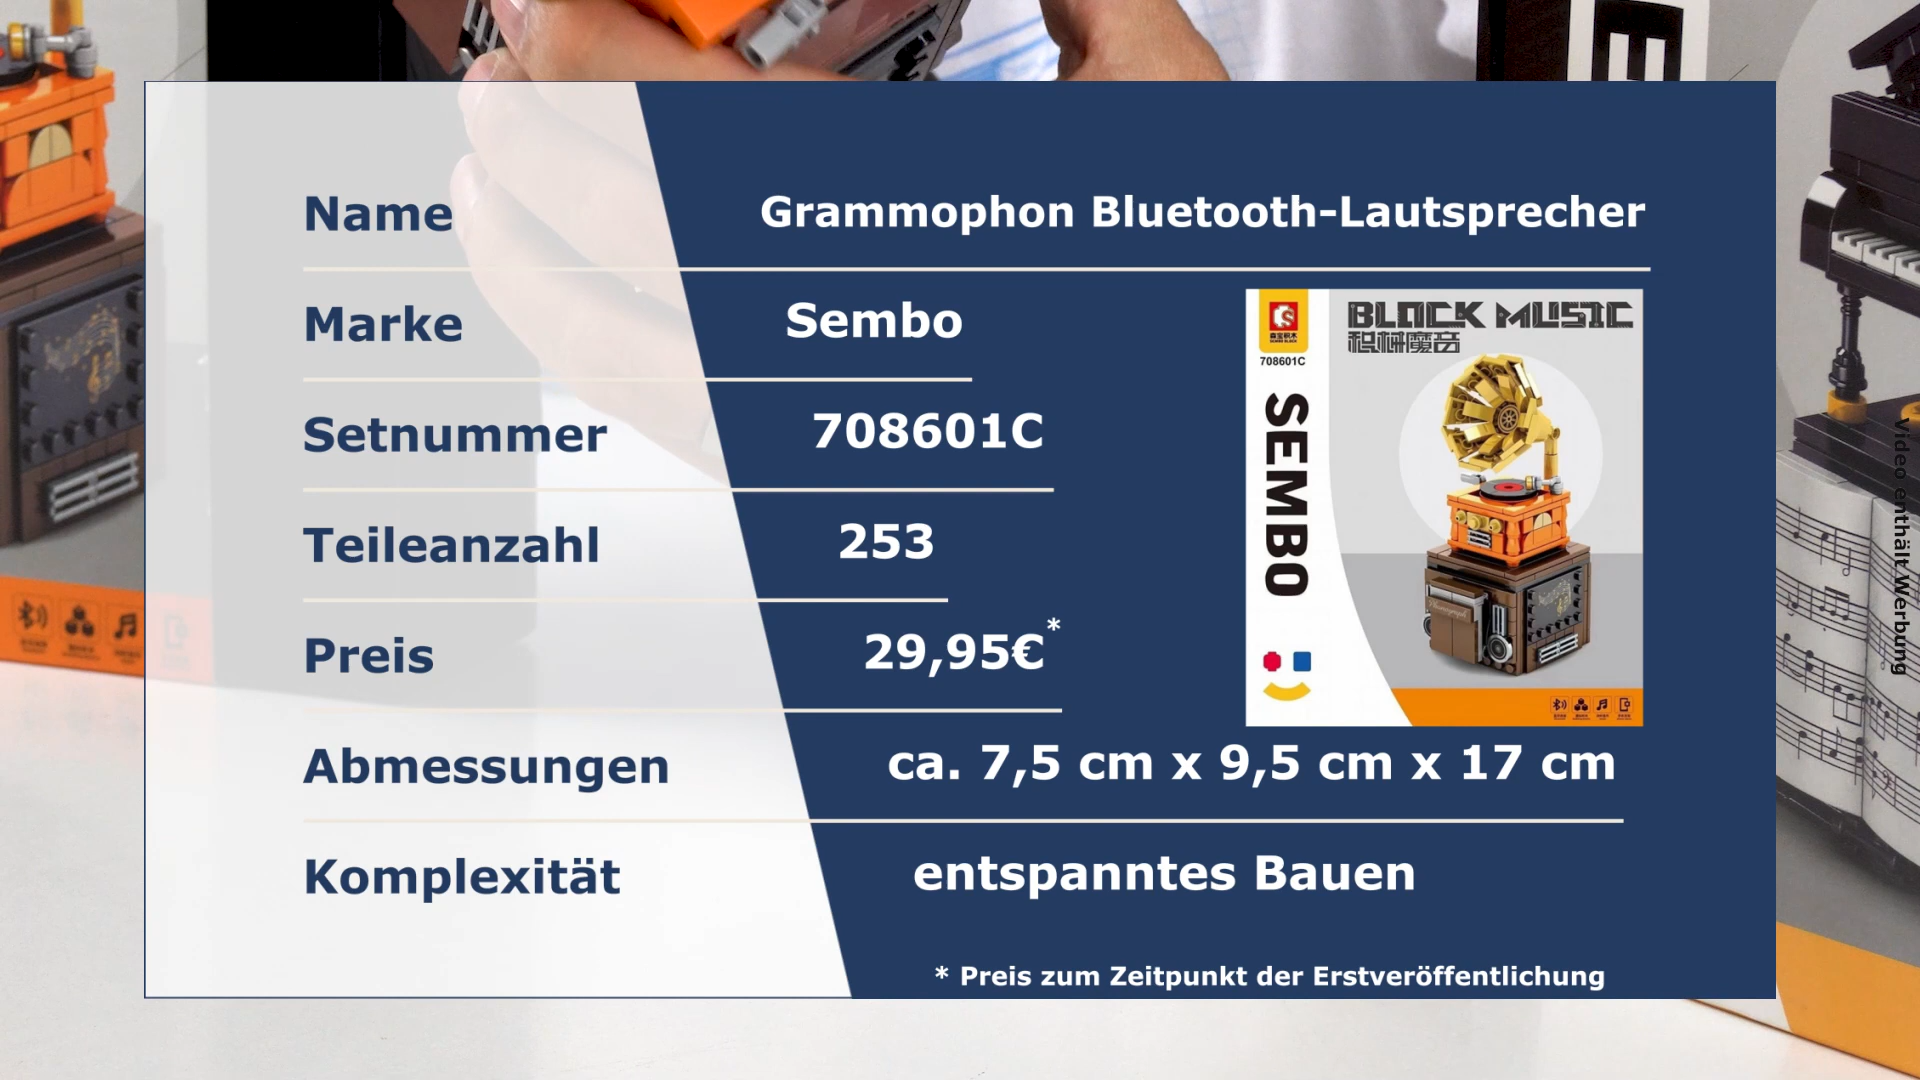 Name
Grammophon Bluetooth-Lautsprecher
Marke
Sembo
Setnummer
708601C
Teileanzahl
253
Preis
29,95€*
Abmessungen
ca. 7,5 cm x 9,5 cm x 17 cm
Komplexität
entspanntes Bauen
* Preis zum Zeitpunkt der Erstveröffentlichung
BLOCK MUSIC
708601C
SEMBO
Video enthält Werbung
E